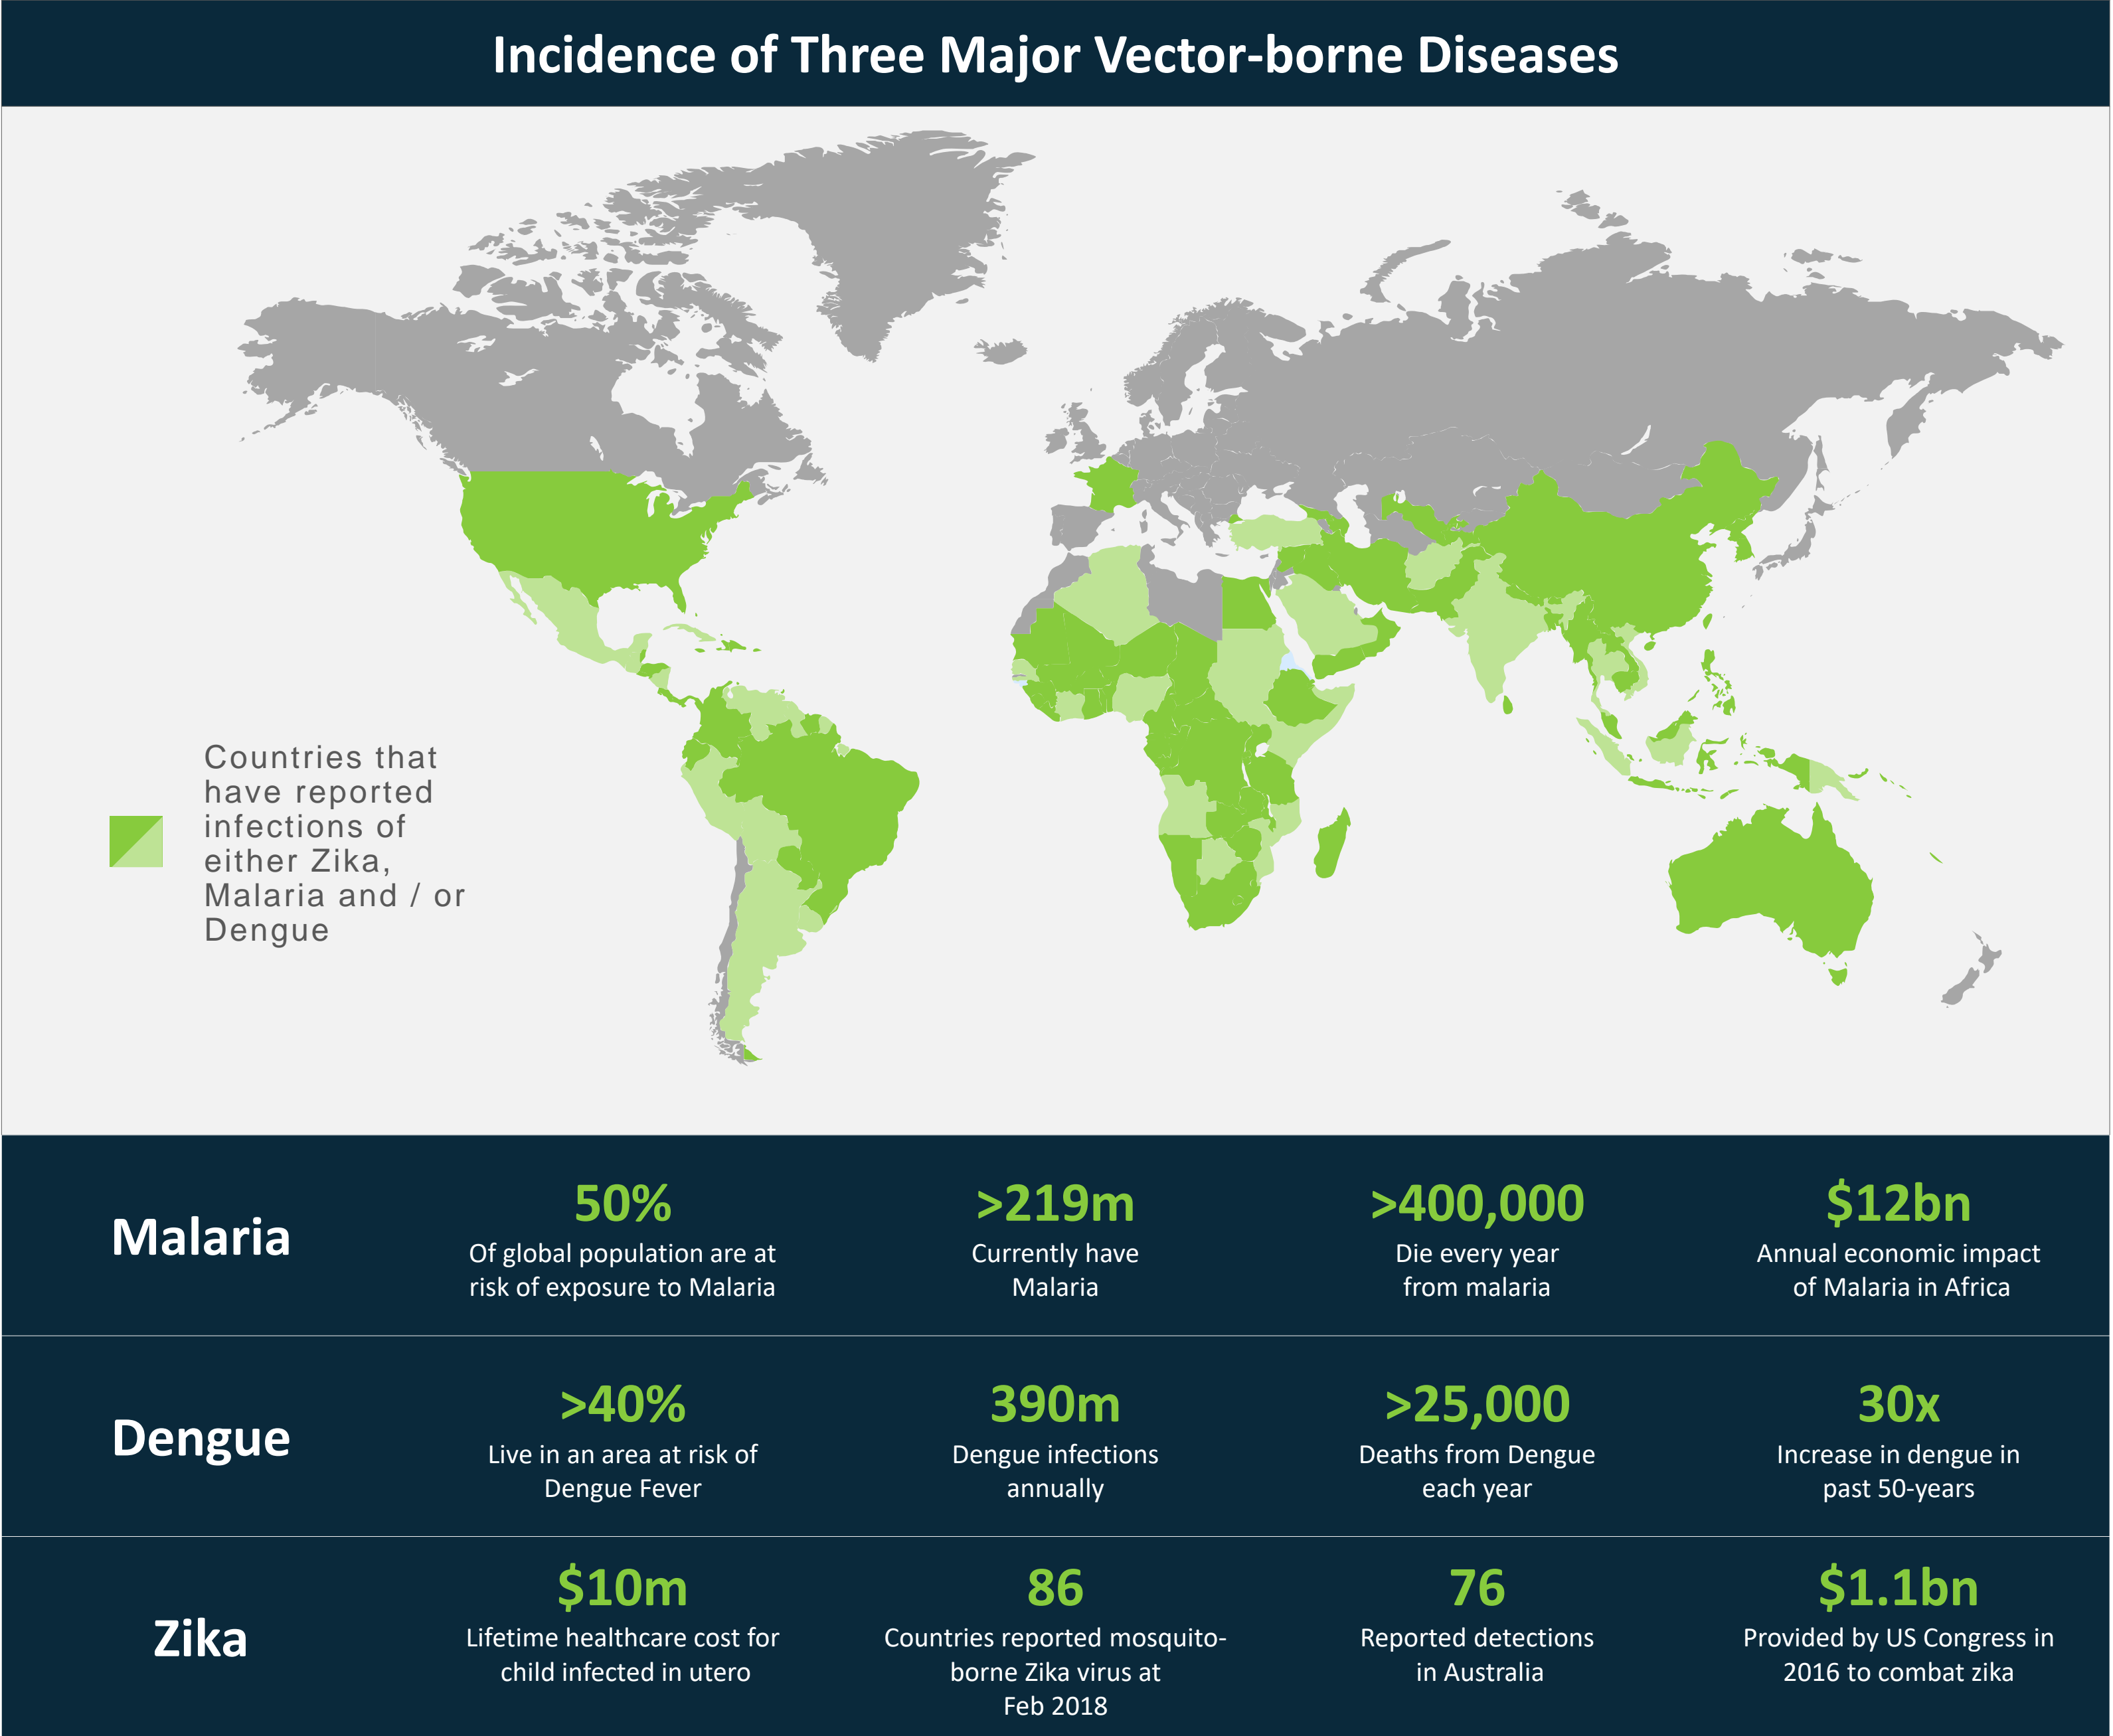 Incidence of Three Major Vector-borne Diseases
Countries that
have reported
infections of
either Zika,
Malaria and / or
Dengue
Malaria
50%
Of global population are at
risk of exposure to Malaria
>219m
Currently have
Malaria
>400,000
Die every year
from malaria
$12bn
Annual economic impact
of Malaria in Africa
Dengue
>40%
Live in an area at risk of
Dengue Fever
390m
Dengue infections
annually
>25,000
Deaths from Dengue
each year
30x
Increase in dengue in
past 50-years
Zika
$10m
Lifetime healthcare cost for
child infected in utero
86
Countries reported mosquito-
borne Zika virus at
Feb 2018
76
Reported detections
in Australia
$1.1bn
Provided by US Congress in
2016 to combat zika